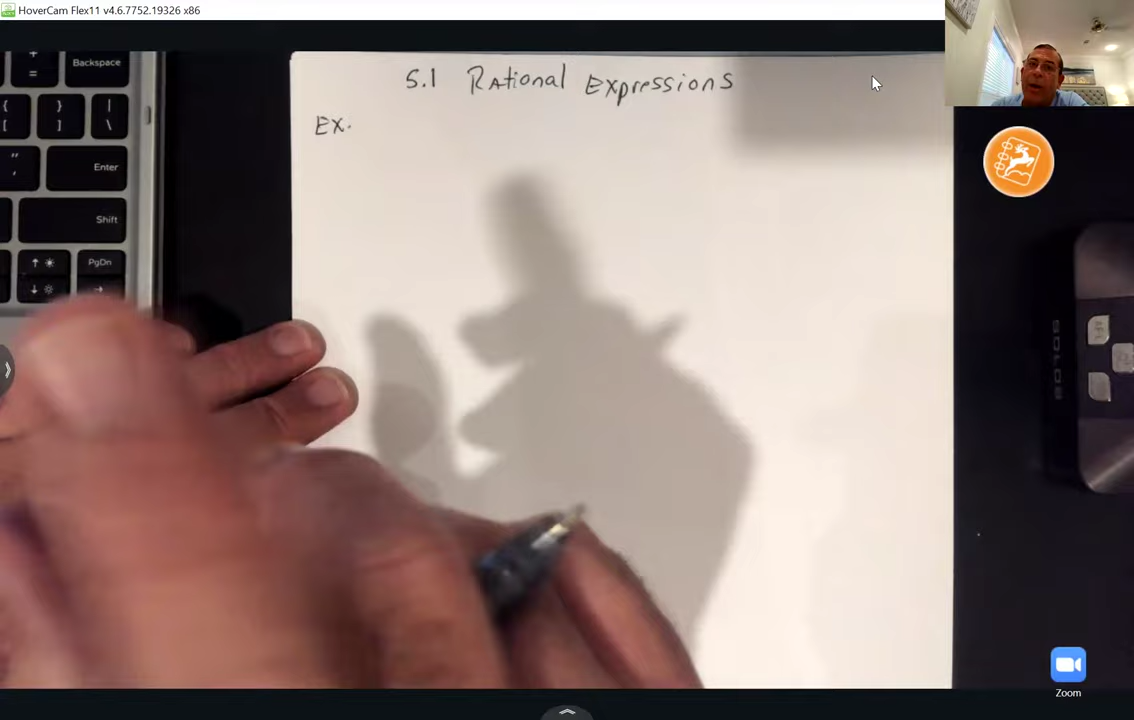 HoverCam Flex11 v4.6.7752.19326 x86
5.1 Rational Expressions
Ex.
+
=
Backspace
{
[
}
]
|
\
"
,,
Enter
Shift
PgDn
Zoom